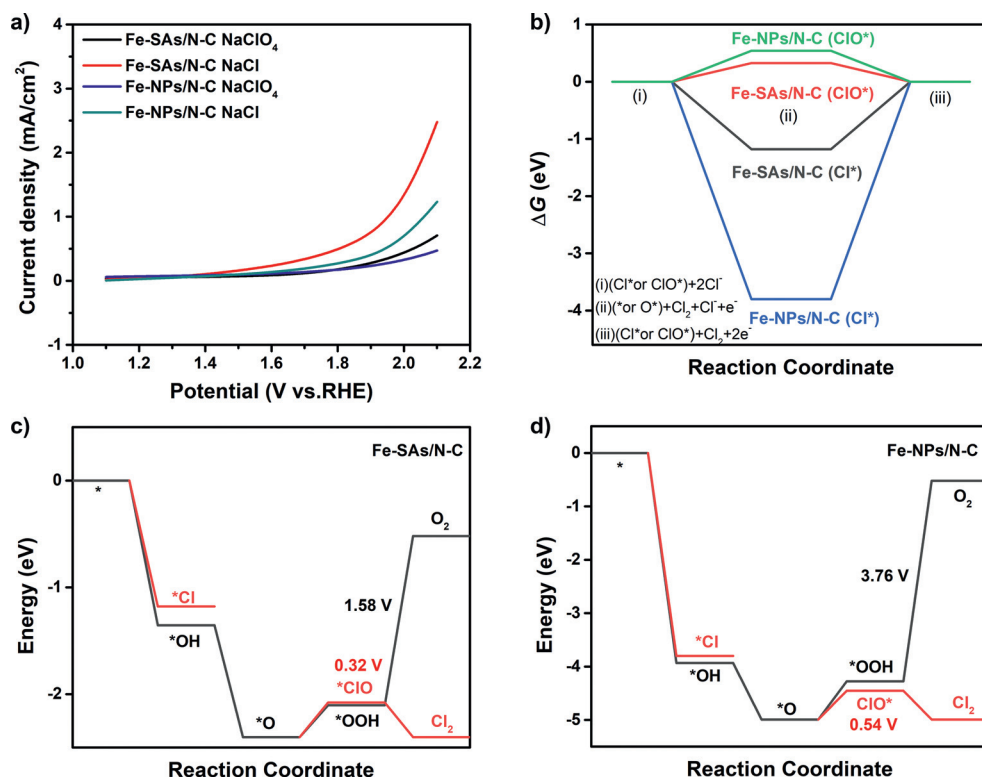 a)
4
3
2
1
0
-1
Current density (mA/cm²)
Fe-SAs/N-C NaClO₄
Fe-SAs/N-C NaCl
Fe-NPs/N-C NaClO₄
Fe-NPs/N-C NaCl
1.0 1.2 1.4 1.6 1.8 2.0 2.2
Potential (V vs.RHE)
b)
0
-1
-2
-3
-4
ΔG (eV)
Fe-NPs/N-C (ClO*)
(i)
Fe-SAs/N-C (ClO*)
(iii)
(ii)
Fe-SAs/N-C (Cl*)
Fe-NPs/N-C (Cl*)
(i)(Cl*or ClO*)+2Cl⁻
(ii)(*or O*)+Cl₂+Cl⁻+e⁻
(iii)(Cl*or ClO*)+Cl₂+2e⁻
Reaction Coordinate
c)
0
-1
-2
Energy (eV)
Fe-SAs/N-C
*
O₂
*Cl
1.58 V
*OH
0.32 V
*ClO
*O
*OOH
Cl₂
Reaction Coordinate
d)
0
-1
-2
-3
-4
-5
Energy (eV)
Fe-NPs/N-C
*
O₂
3.76 V
*Cl
*OH
*OOH
*O
ClO*
Cl₂
0.54 V
Reaction Coordinate